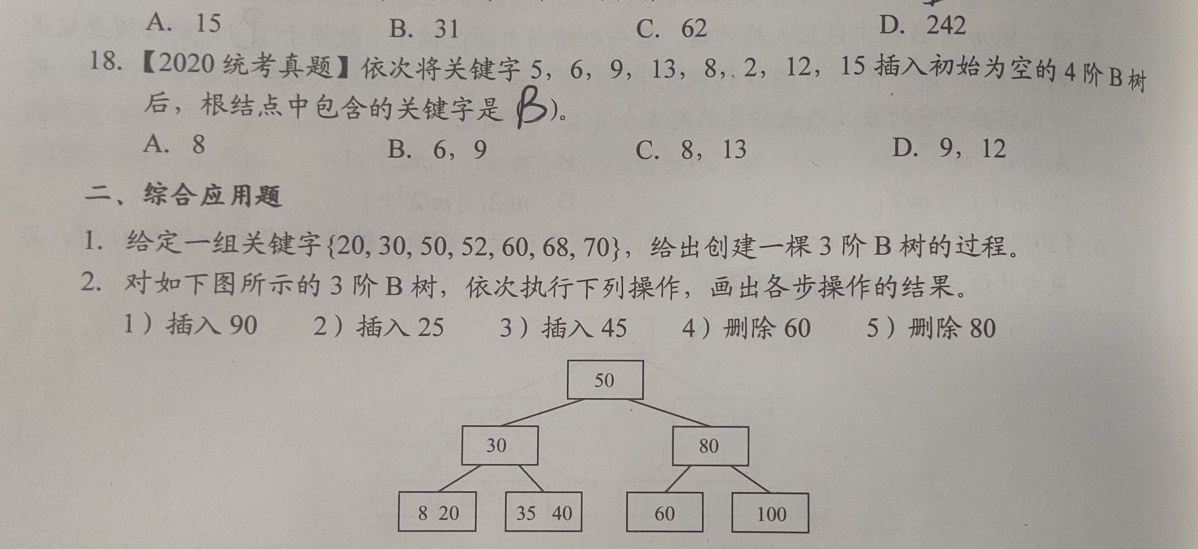 A. 15 B. 31 C. 62 D. 242
18.【2020 统考真题】依次将关键字 5，6，9，13，8，2，12，15 插入初始为空的 4 阶 B 树
后，根结点中包含的关键字是 B)。
A. 8 B. 6，9 C. 8，13 D. 9，12
二、综合应用题
1. 给定一组关键字{20, 30, 50, 52, 60, 68, 70}，给出创建一棵 3 阶 B 树的过程。
2. 对如下图所示的 3 阶 B 树，依次执行下列操作，画出各步操作的结果。
1）插入 90 2）插入 25 3）插入 45 4）删除 60 5）删除 80
50
30 80
8 20 35 40 60 100